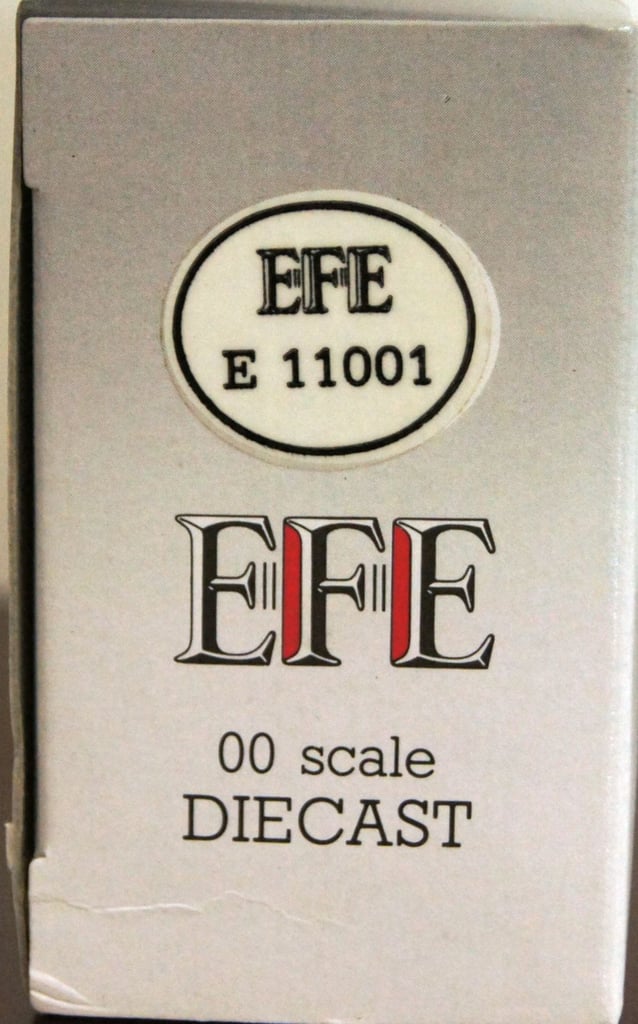 EFE
E 11001
EFE
00 scale
DIECAST